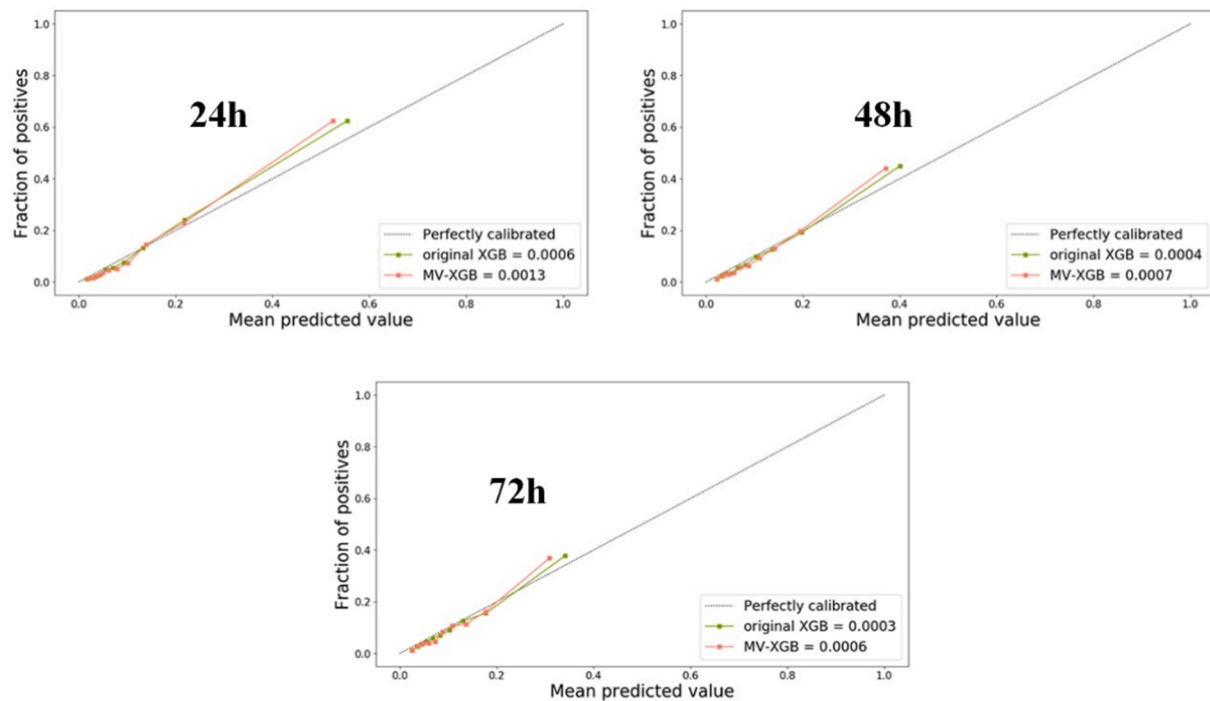 1.0
0.8
0.6
0.4
0.2
0.0
Fraction of positives
24h
Perfectly calibrated
original XGB = 0.0006
MV-XGB = 0.0013
0.0 0.2 0.4 0.6 0.8 1.0
Mean predicted value
1.0
0.8
0.6
0.4
0.2
0.0
Fraction of positives
48h
Perfectly calibrated
original XGB = 0.0004
MV-XGB = 0.0007
0.0 0.2 0.4 0.6 0.8 1.0
Mean predicted value
1.0
0.8
0.6
0.4
0.2
0.0
Fraction of positives
72h
Perfectly calibrated
original XGB = 0.0003
MV-XGB = 0.0006
0.0 0.2 0.4 0.6 0.8 1.0
Mean predicted value